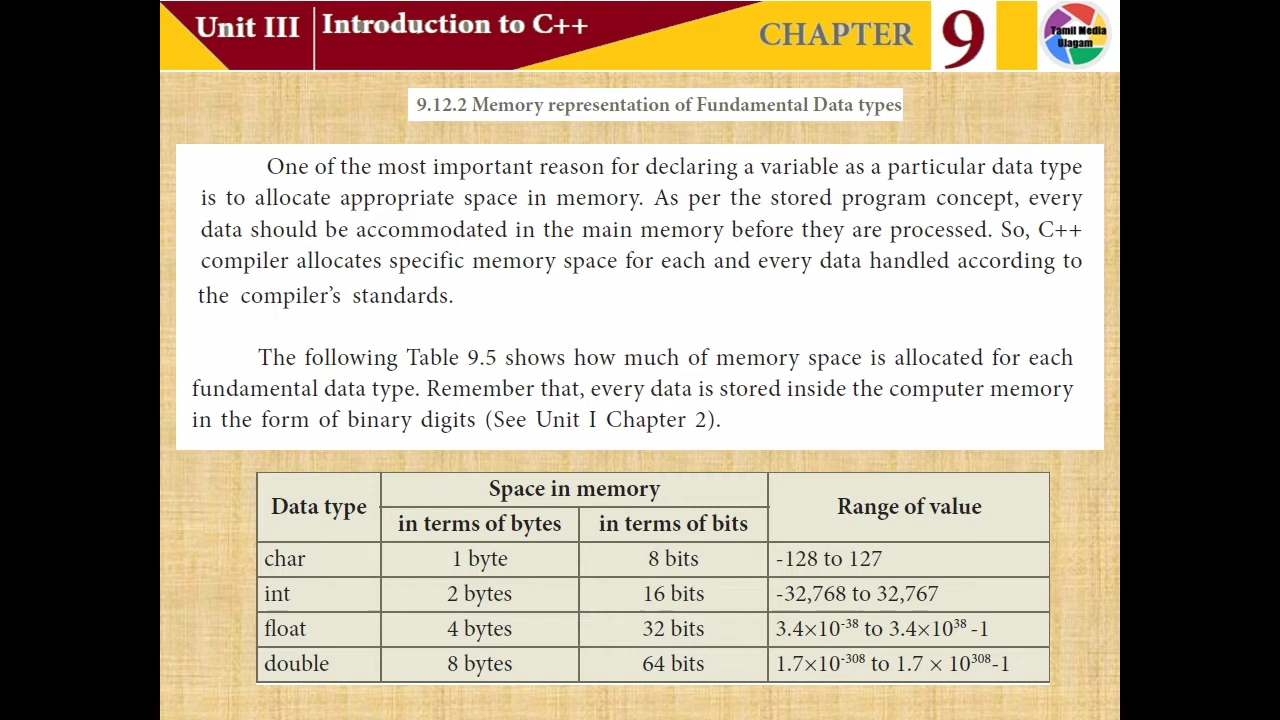 Unit III
Introduction to C++
CHAPTER 9
Tamil Media
Ulagam
9.12.2 Memory representation of Fundamental Data types
One of the most important reason for declaring a variable as a particular data type
is to allocate appropriate space in memory. As per the stored program concept, every
data should be accommodated in the main memory before they are processed. So, C++
compiler allocates specific memory space for each and every data handled according to
the compiler’s standards.
The following Table 9.5 shows how much of memory space is allocated for each
fundamental data type. Remember that, every data is stored inside the computer memory
in the form of binary digits (See Unit I Chapter 2).
Data type Space in memory Range of value
in terms of bytes in terms of bits
char 1 byte 8 bits -128 to 127
int 2 bytes 16 bits -32,768 to 32,767
float 4 bytes 32 bits 3.4×10⁻³⁸ to 3.4×10³⁸ -1
double 8 bytes 64 bits 1.7×10⁻³⁰⁸ to 1.7 × 10³⁰⁸-1